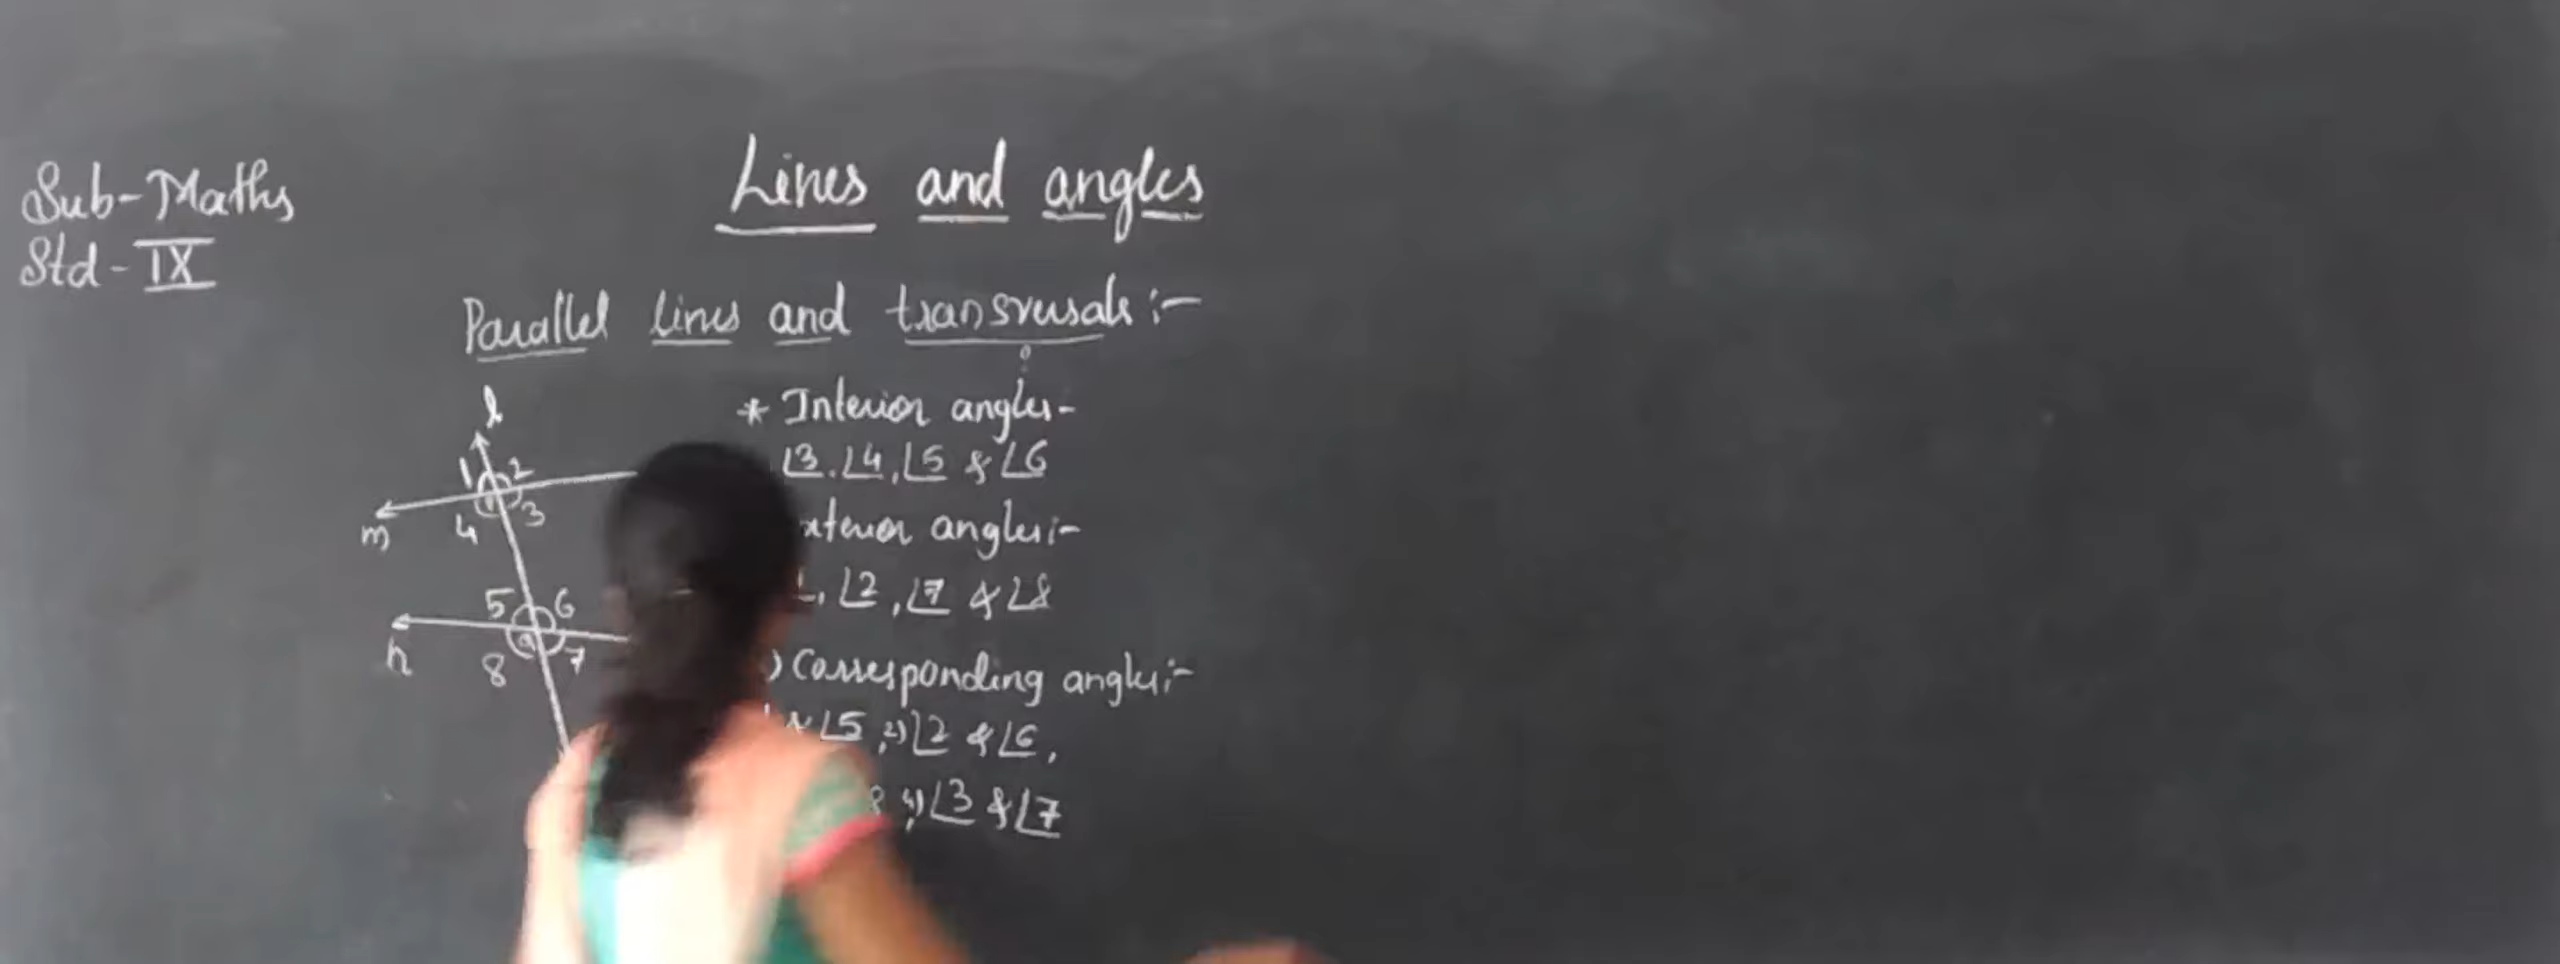 Sub-Maths
Std-IX
Lines and angles
Parallel lines and transversals:-
* Interior angles-
∠3, ∠4, ∠5 & ∠6
angles:-
∠2, ∠7 & ∠8
) Corresponding angles:-
& ∠5, 2) ∠2 & ∠6,
4) ∠3 & ∠7
l
1 2
m 4 3
5 6
n 8 7